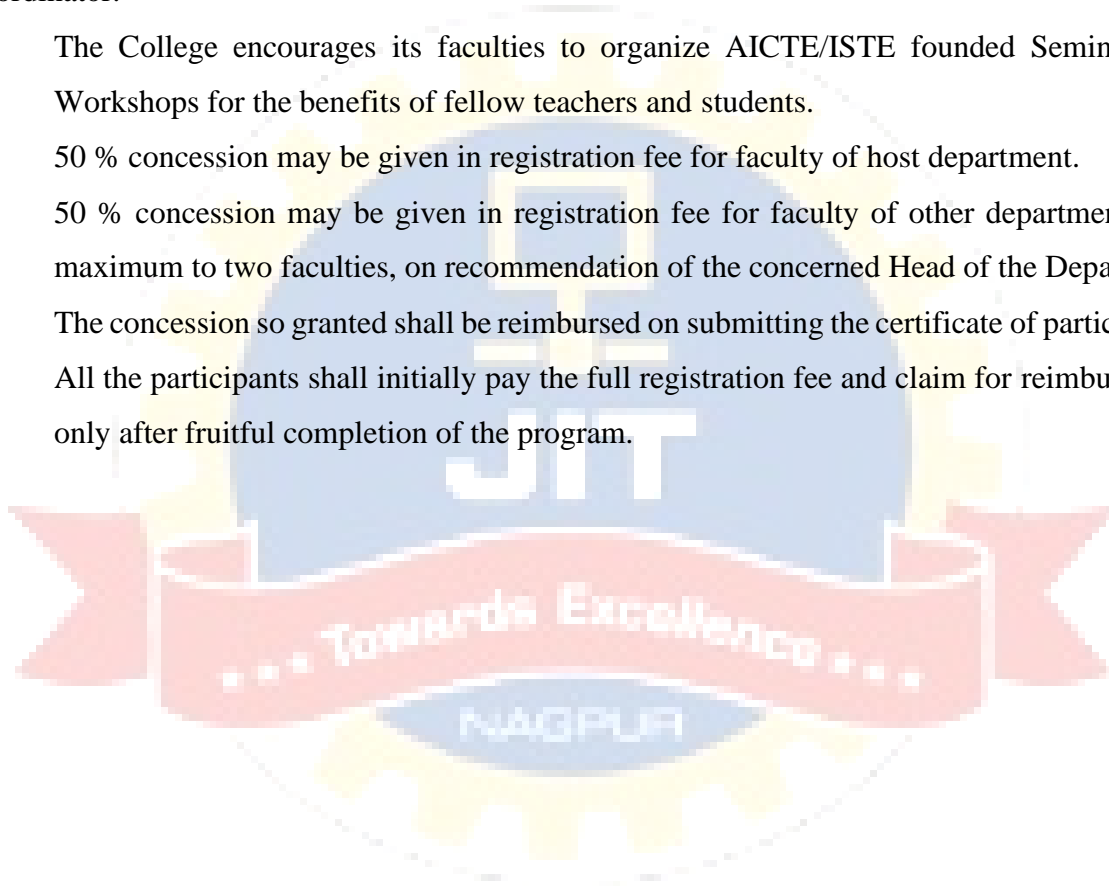 The College encourages its faculties to organize AICTE/ISTE founded Semin
Workshops for the benefits of fellow teachers and students.
50 % concession may be given in registration fee for faculty of host department.
50 % concession may be given in registration fee for faculty of other departmen
maximum to two faculties, on recommendation of the concerned Head of the Depa
The concession so granted shall be reimbursed on submitting the certificate of partic
All the participants shall initially pay the full registration fee and claim for reimbu
only after fruitful completion of the program.
JIT
... Towards Excellence ...
NAGPUR